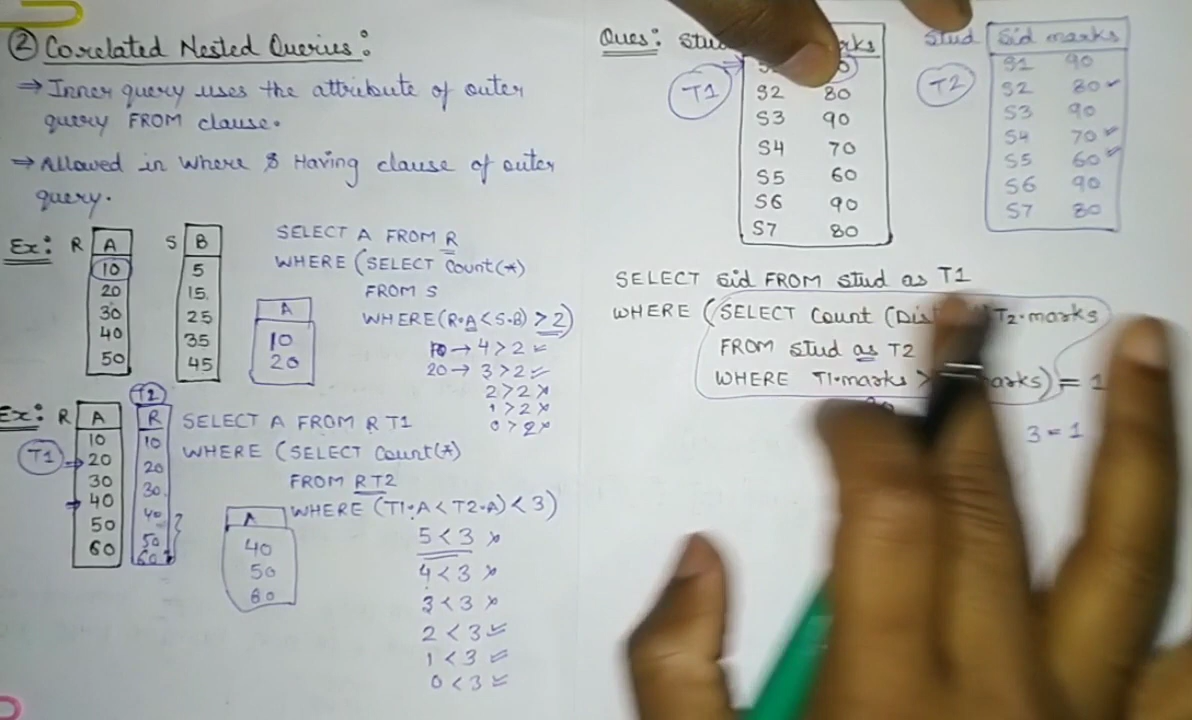 ② Corelated Nested Queries:
→ Inner query uses the attribute of outer
query FROM clause.
→ Allowed in Where & Having clause of outer
query.
Ex: R A S B
10 5
20 15
30 25
40 35
50 45
SELECT A FROM R
WHERE (SELECT Count(*)
FROM S
WHERE(R.A < S.B) > 2)
10 → 4 > 2 ✓
20 → 3 > 2 ✓
2 > 2 ×
1 > 2 ×
0 > 2 ×
A
10
20
Ex: R A T2 R
T1
10 10
20 20
30 30
40 40
50 50
60 60
SELECT A FROM R T1
WHERE (SELECT Count(*)
FROM R T2
WHERE (T1.A < T2.A) < 3)
5 < 3 ×
4 < 3 ×
3 < 3 ×
2 < 3 ✓
1 < 3 ✓
0 < 3 ✓
A
40
50
60
Ques:
T1
S2 80
S3 90
S4 70
S5 60
S6 90
S7 80
Stud Sid marks
T2
S1 90
S2 80 ✓
S3 90
S4 70 ✓
S5 60 ✓
S6 90
S7 80
SELECT Sid FROM Stud as T1
WHERE (SELECT Count ( T2.marks
FROM Stud as T2
WHERE T1.marks > ) = 1
3 = 1